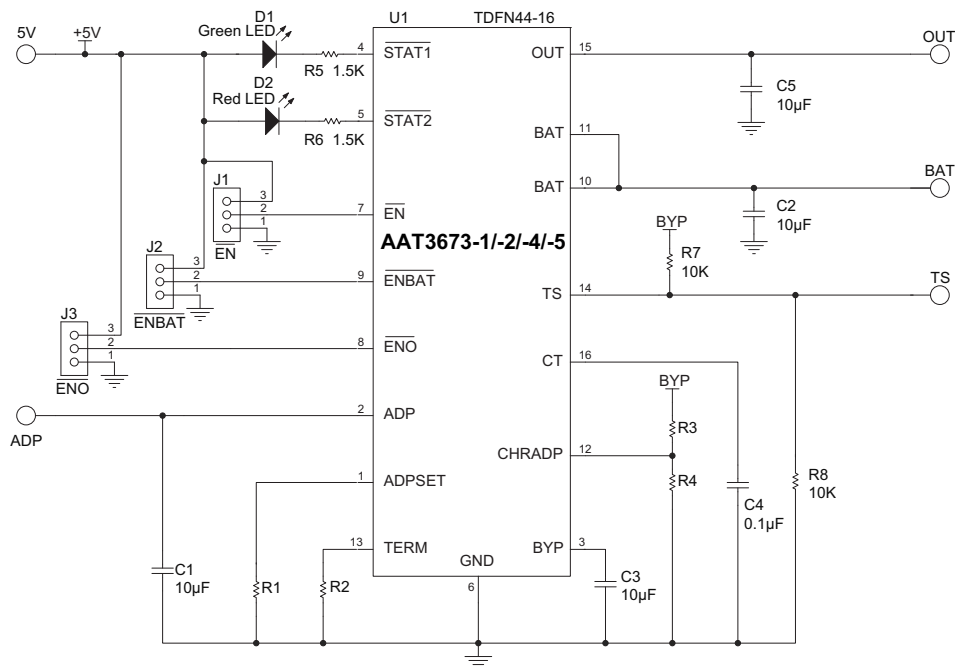 U1
TDFN44-16
AAT3673-1/-2/-4/-5
5V
+5V
D1
Green LED
R5 1.5K
4
STAT1
D2
Red LED
R6 1.5K
5
STAT2
J1
3
2
1
EN
7
EN
J2
3
2
1
ENBAT
9
ENBAT
J3
3
2
1
ENO
8
ENO
ADP
2
ADP
1
ADPSET
13
TERM
C1
10µF
R1
R2
GND
6
OUT
15
OUT
C5
10µF
BAT
11
BAT
10
BAT
C2
10µF
BYP
R7
10K
TS
14
TS
CT
16
BYP
R3
CHRADP
12
R4
R8
10K
C4
0.1µF
BYP
3
C3
10µF